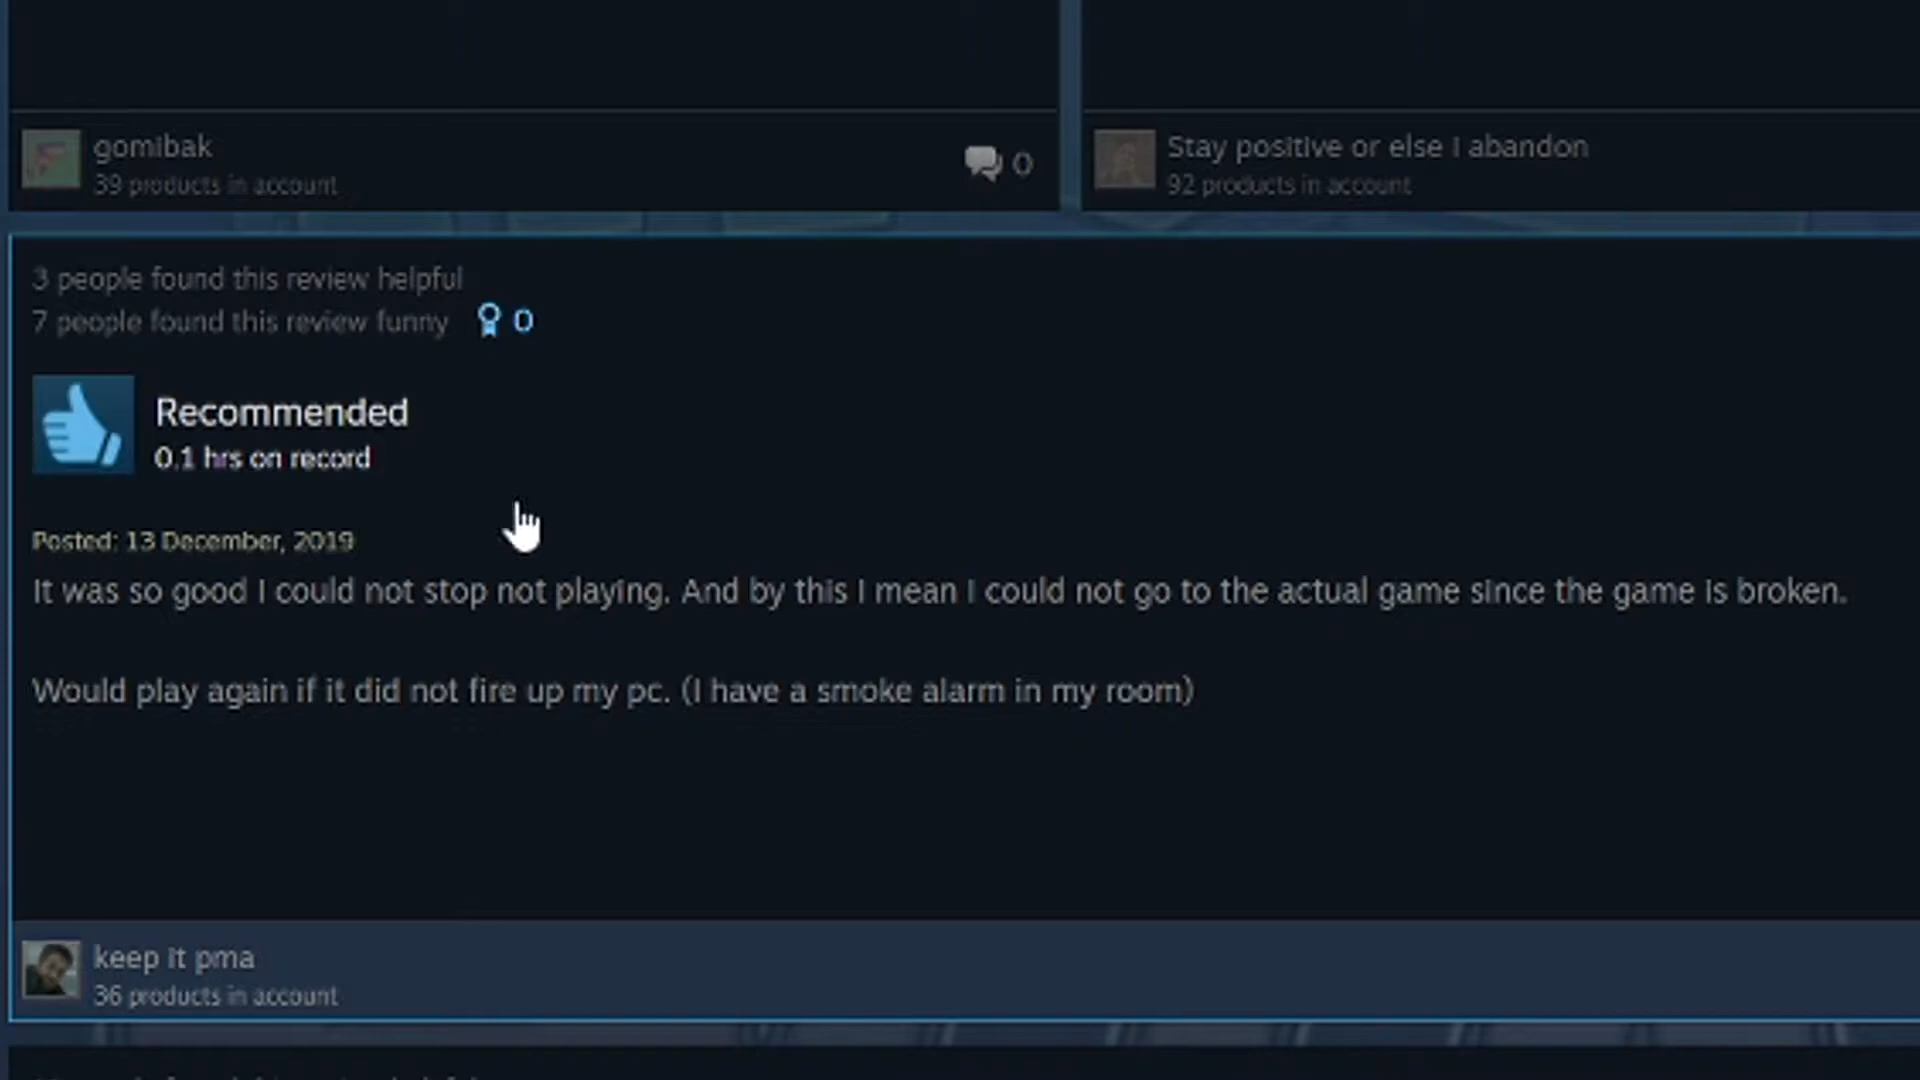 gomibak
39 products in account
0
Stay positive or else I abandon
92 products in account
3 people found this review helpful
7 people found this review funny 0
Recommended
0.1 hrs on record
Posted: 13 December, 2019
It was so good I could not stop not playing. And by this I mean I could not go to the actual game since the game is broken.
Would play again if it did not fire up my pc. (I have a smoke alarm in my room)
keep it pma
36 products in account